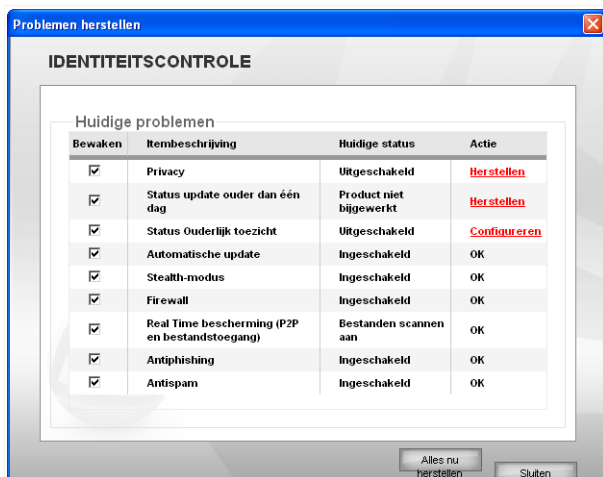 Problemen herstellen
IDENTITEITSCONTROLE
Huidige problemen
Bewaken Itembeschrijving Huidige status Actie
Privacy Uitgeschakeld Herstellen
Status update ouder dan één dag Product niet bijgewerkt Herstellen
Status Ouderlijk toezicht Uitgeschakeld Configureren
Automatische update Ingeschakeld OK
Stealth-modus Ingeschakeld OK
Firewall Ingeschakeld OK
Real Time bescherming (P2P en bestandstoegang) Bestanden scannen aan OK
Antiphishing Ingeschakeld OK
Antispam Ingeschakeld OK
Alles nu herstellen
Sluiten